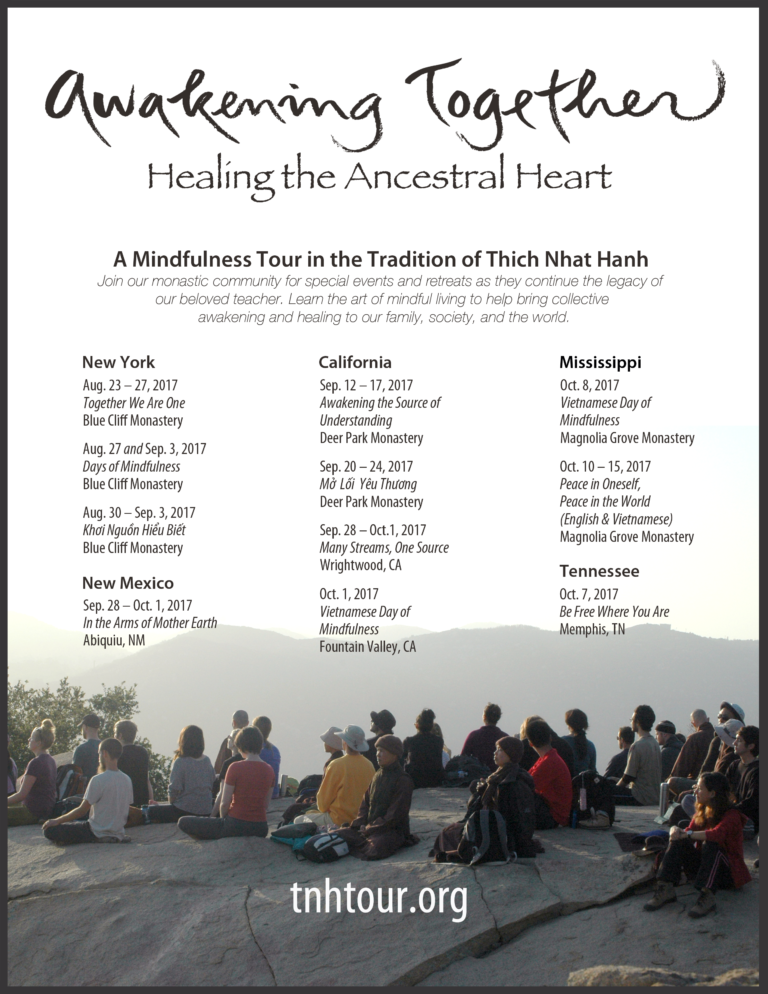 Awakening Together
Healing the Ancestral Heart
A Mindfulness Tour in the Tradition of Thich Nhat Hanh
Join our monastic community for special events and retreats as they continue the legacy of
our beloved teacher. Learn the art of mindful living to help bring collective
awakening and healing to our family, society, and the world.
New York
Aug. 23 – 27, 2017
Together We Are One
Blue Cliff Monastery
Aug. 27 and Sep. 3, 2017
Days of Mindfulness
Blue Cliff Monastery
Aug. 30 – Sep. 3, 2017
Khơi Nguồn Hiểu Biết
Blue Cliff Monastery
New Mexico
Sep. 28 – Oct. 1, 2017
In the Arms of Mother Earth
Abiquiu, NM
California
Sep. 12 – 17, 2017
Awakening the Source of
Understanding
Deer Park Monastery
Sep. 20 – 24, 2017
Mở Lối Yêu Thương
Deer Park Monastery
Sep. 28 – Oct.1, 2017
Many Streams, One Source
Wrightwood, CA
Oct. 1, 2017
Vietnamese Day of
Mindfulness
Fountain Valley, CA
Mississippi
Oct. 8, 2017
Vietnamese Day of
Mindfulness
Magnolia Grove Monastery
Oct. 10 – 15, 2017
Peace in Oneself,
Peace in the World
(English & Vietnamese)
Magnolia Grove Monastery
Tennessee
Oct. 7, 2017
Be Free Where You Are
Memphis, TN
tnhtour.org